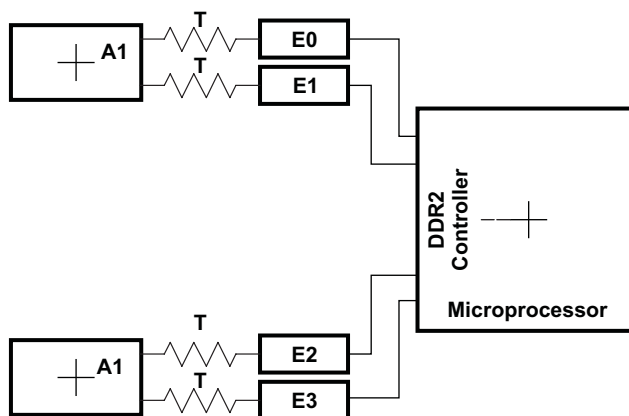 T
A1
E0
T
E1
DDR2
Controller
Microprocessor
T
A1
E2
T
E3